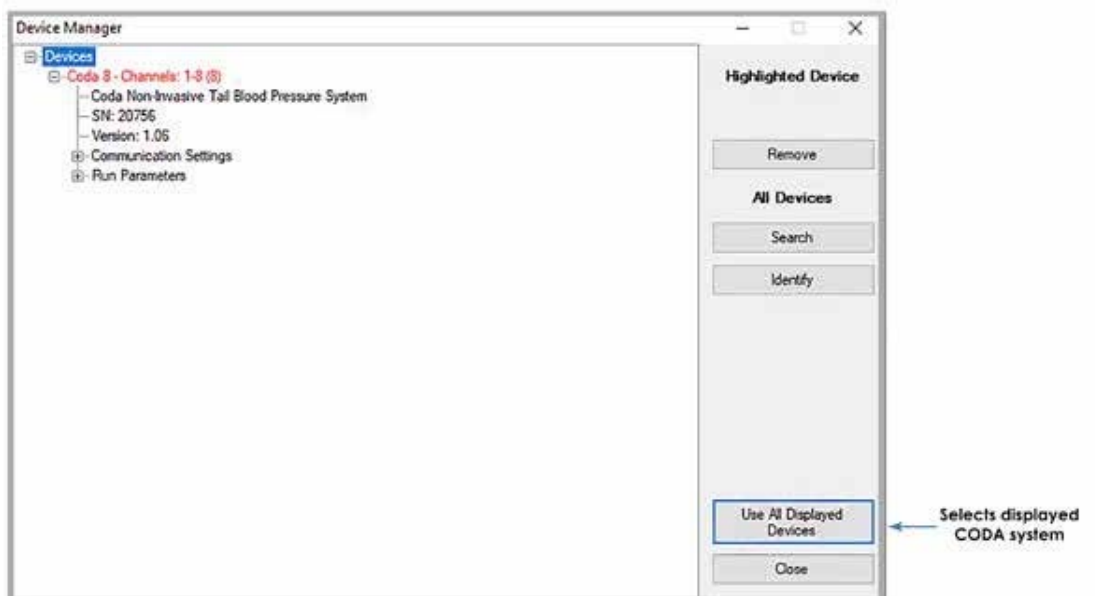 Device Manager
Devices
Coda 8 - Channels: 1-8 (8)
Coda Non-Invasive Tail Blood Pressure System
SN: 20756
Version: 1.06
Communication Settings
Run Parameters
Highlighted Device
Remove
All Devices
Search
Identify
Use All Displayed
Devices
Close
Selects displayed
CODA system